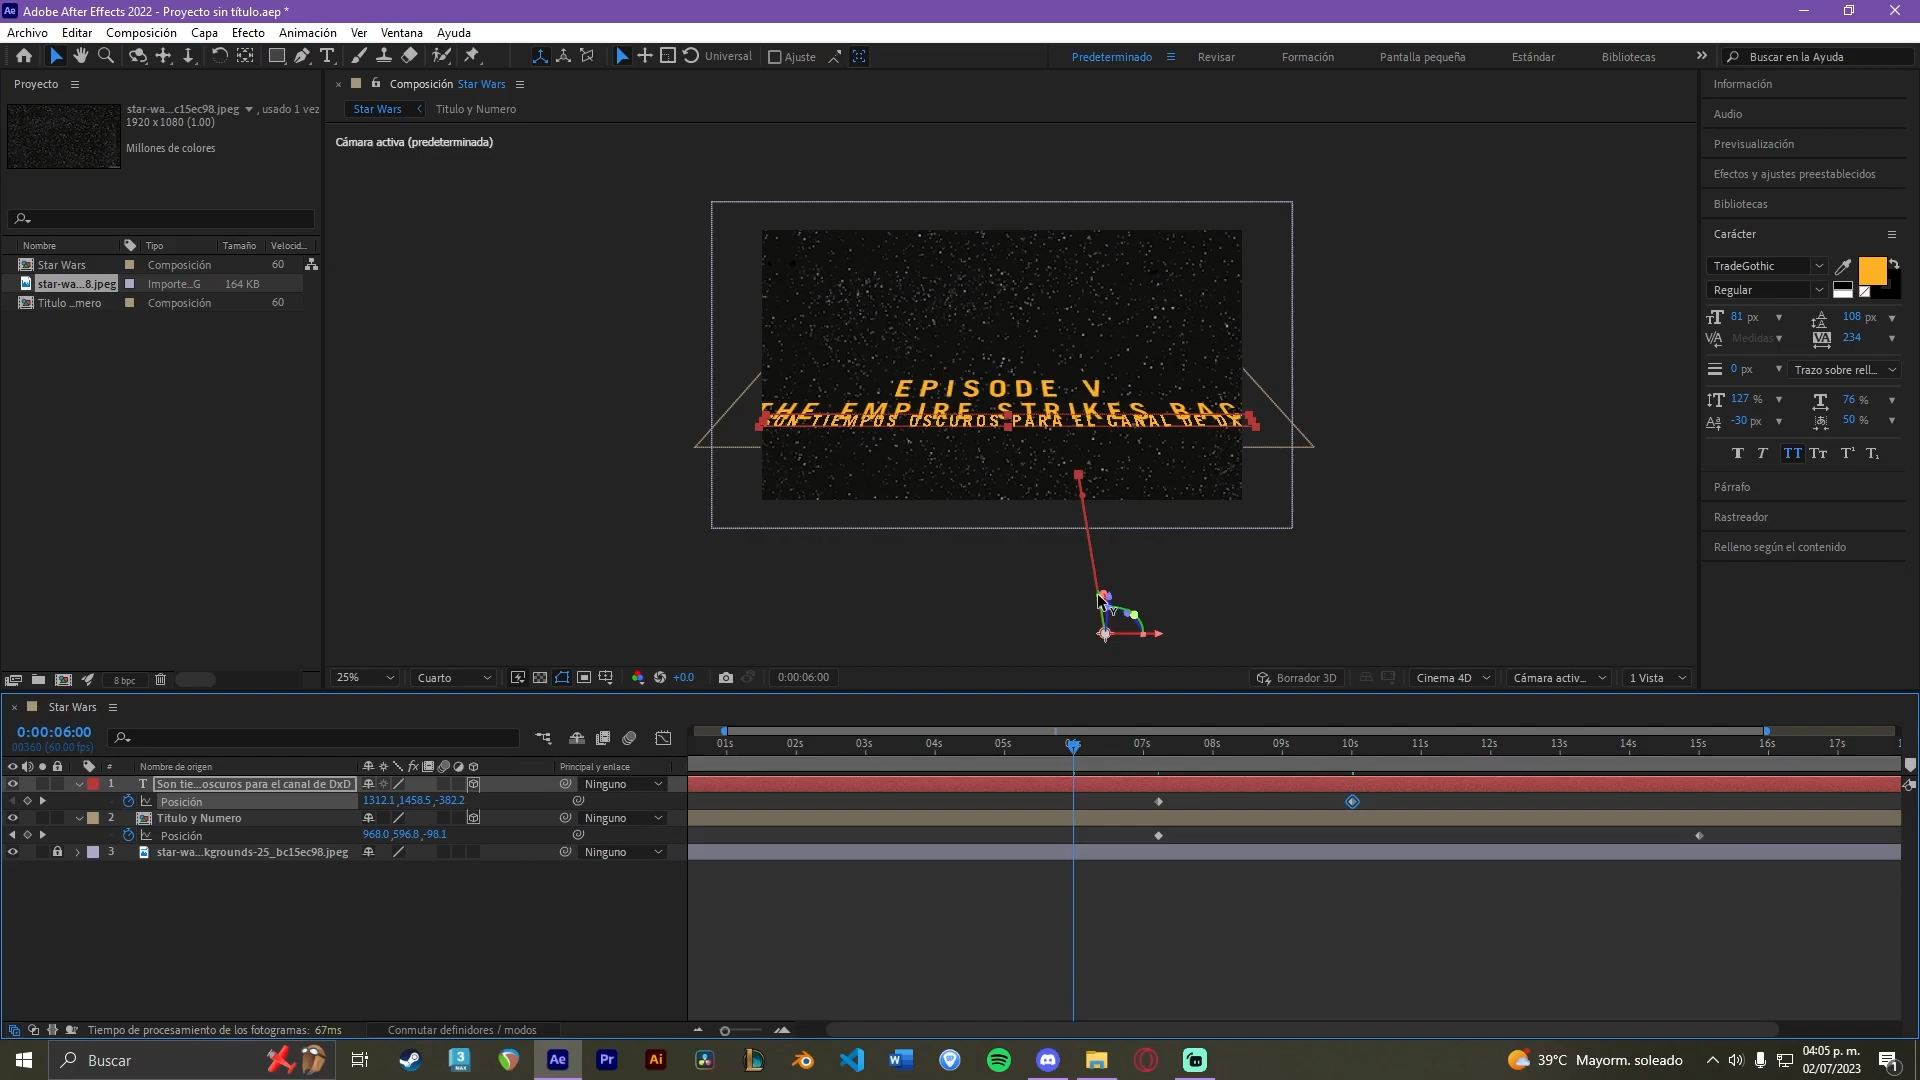 Adobe After Effects 2022 - Proyecto sin título.aep *
Archivo Editar Composición Capa Efecto Animación Ver Ventana Ayuda
Universal Ajuste
Predeterminado Revisar Formación Pantalla pequeña Estándar Bibliotecas
Buscar en la Ayuda
Proyecto
star-wa...c15ec98.jpeg , usado 1 vez
1920 x 1080 (1.00)
Millones de colores
Nombre Tipo Tamaño Velocid...
Star Wars Composición 60
star-wa...8.jpeg Importe...G 164 KB
Titulo ...mero Composición 60
8 bpc
Composición Star Wars
Star Wars Titulo y Numero
Cámara activa (predeterminada)
EPISODE V
THE EMPIRE STRIKES BAC
SON TIEMPOS OSCUROS PARA EL CANAL DE DX
25% Cuarto +0.0 0:00:06:00 Borrador 3D Cinema 4D Cámara activ... 1 Vista
Información
Audio
Previsualización
Efectos y ajustes preestablecidos
Bibliotecas
Carácter
TradeGothic
Regular
81 px 108 px
Medidas 234
0 px Trazo sobre rell...
127 % 76 %
-30 px 50 %
Párrafo
Rastreador
Relleno según el contenido
Star Wars
0:00:06:00
00360 (60.00 fps)
01s 02s 03s 04s 05s 06s 07s 08s 09s 10s 11s 12s 13s 14s 15s 16s 17s
# Nombre de origen Principal y enlace
1 Son tie...oscuros para el canal de DxD Ninguno
Posición 1312.1,1458.5,-382.2
2 Titulo y Numero Ninguno
Posición 968.0,596.8,-98.1
3 star-wa...kgrounds-25_bc15ec98.jpeg Ninguno
Tiempo de procesamiento de los fotogramas: 67ms Conmutar definidores / modos
Buscar
39°C Mayorm. soleado
04:05 p. m.
02/07/2023